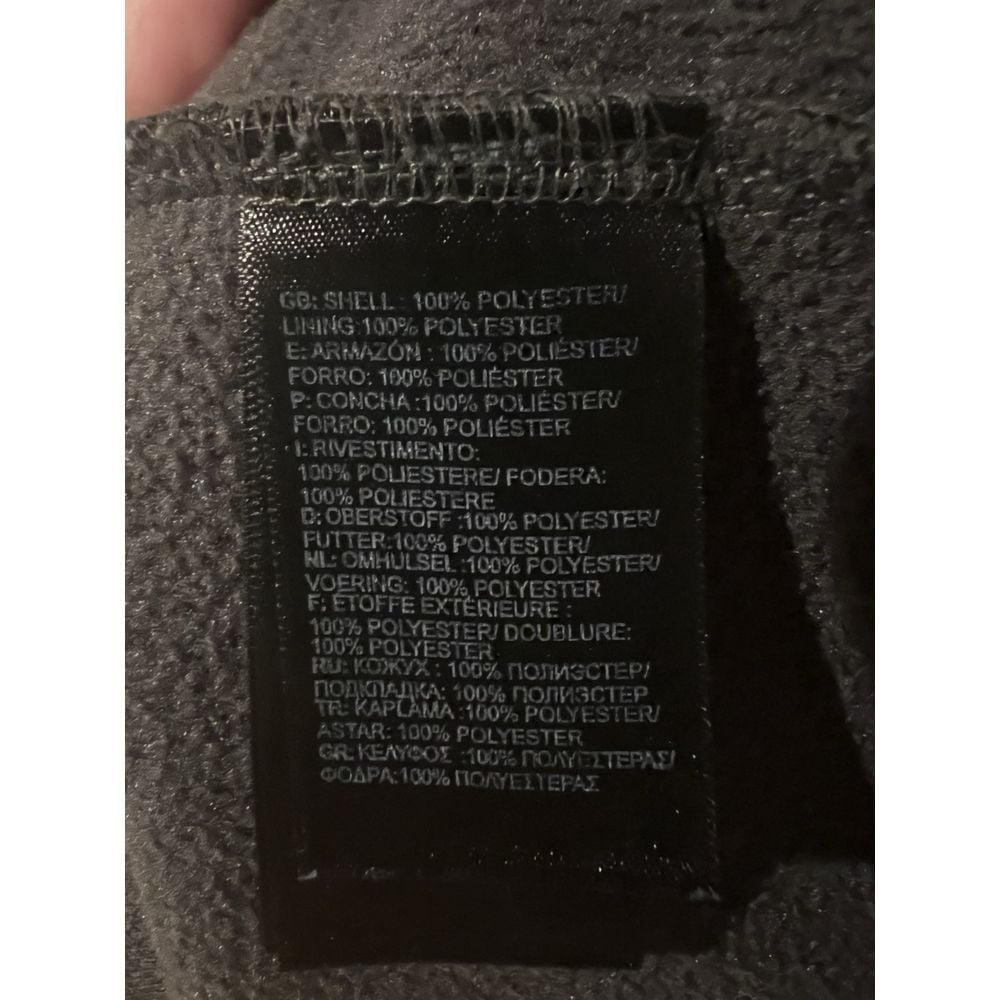 GB: SHELL : 100% POLYESTER/
LINING:100% POLYESTER
E: ARMAZÓN : 100% POLIÉSTER/
FORRO: 100% POLIÉSTER
P: CONCHA :100% POLIÉSTER/
FORRO: 100% POLIÉSTER
I: RIVESTIMENTO:
100% POLIESTERE/ FODERA:
100% POLIESTERE
D: OBERSTOFF :100% POLYESTER/
FUTTER:100% POLYESTER/
NL: OMHULSEL :100% POLYESTER/
VOERING: 100% POLYESTER
F: ÉTOFFE EXTÉRIEURE :
100% POLYESTER/ DOUBLURE:
100% POLYESTER
RU: КОЖУХ : 100% ПОЛИЭСТЕР/
ПОДКЛАДКА: 100% ПОЛИЭСТЕР
TR: KAPLAMA :100% POLYESTER/
ASTAR: 100% POLYESTER
GR: ΚΕΛΥΦΟΣ :100% ΠΟΛΥΕΣΤΕΡΑΣ/
ΦΟΔΡΑ:100% ΠΟΛΥΕΣΤΕΡΑΣ